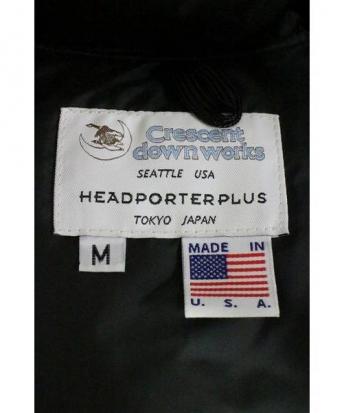 Crescent
down works
SEATTLE USA
HEADPORTERPLUS
TOKYO JAPAN
M
MADE IN
U. S. A.